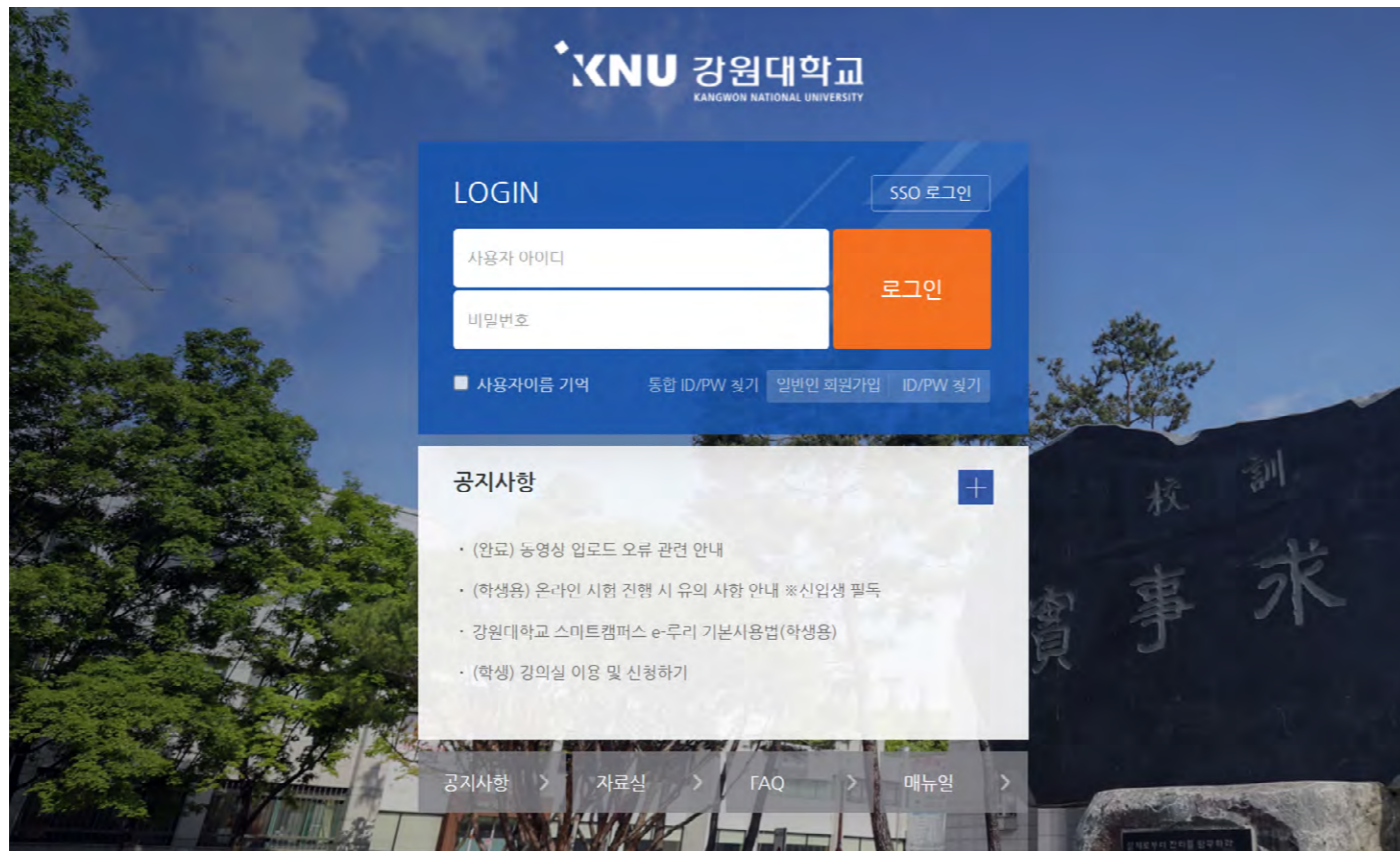 KNU 강원대학교
KANGWON NATIONAL UNIVERSITY
LOGIN
SSO 로그인
사용자 아이디
비밀번호
로그인
사용자이름 기억
통합 ID/PW 찾기
일반인 회원가입
ID/PW 찾기
공지사항
+
· (완료) 동영상 업로드 오류 관련 안내
· (학생용) 온라인 시험 진행 시 유의 사항 안내 ※신입생 필독
· 강원대학교 스마트캠퍼스 e-루리 기본사용법(학생용)
· (학생) 강의실 이용 및 신청하기
공지사항 >
자료실 >
FAQ >
매뉴얼 >
校 訓
實 事 求